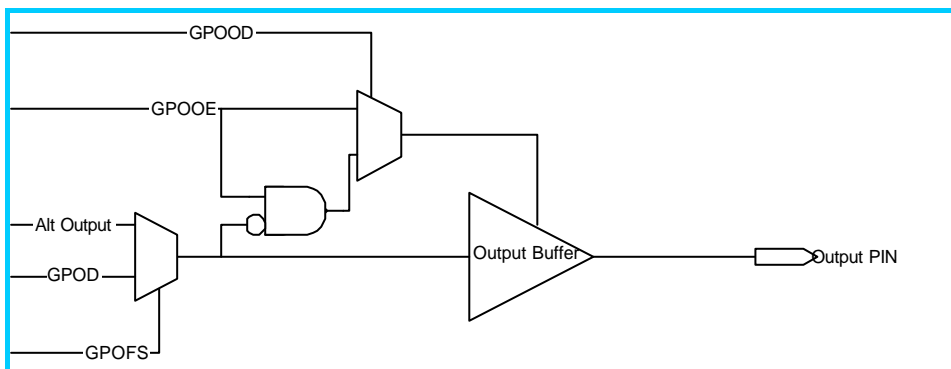 GPOOD
GPOOE
Alt Output
Output Buffer
Output PIN
GPOD
GPOFS